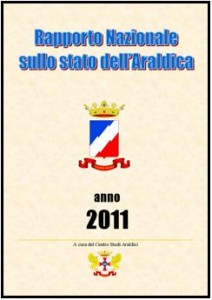 Rapporto Nazionale
sullo stato dell'Araldica
anno
2011
A cura del Centro Studi Araldici